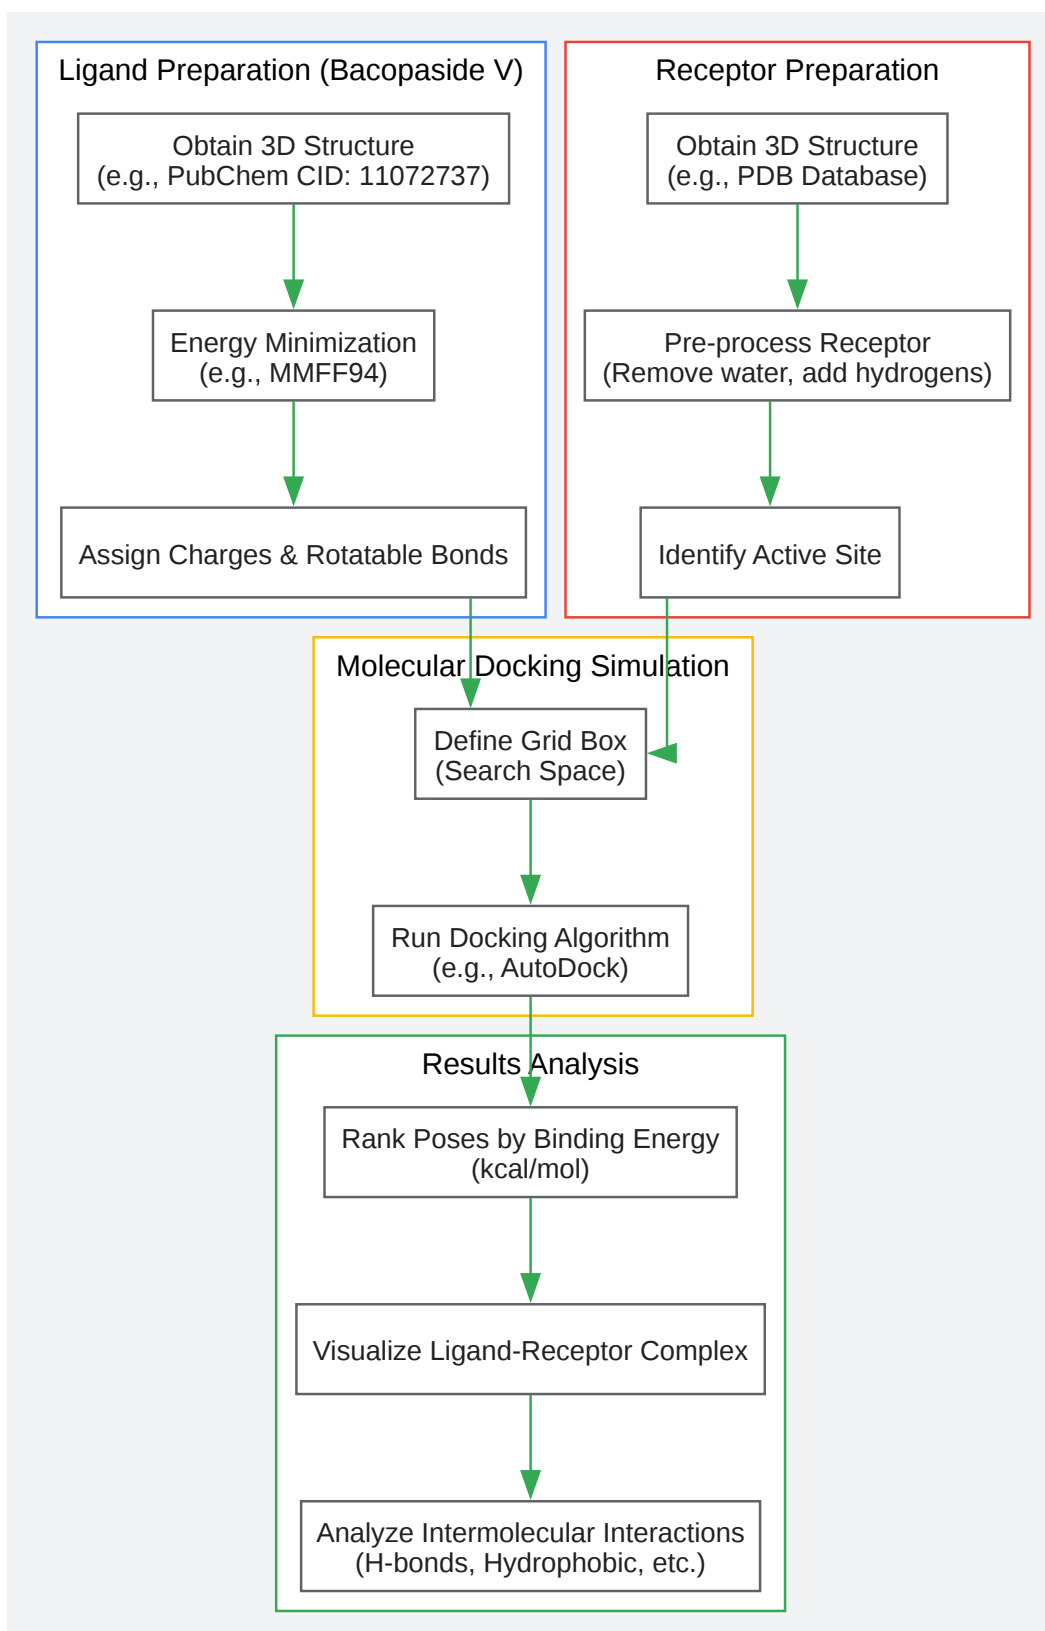 Ligand Preparation (Bacopaside V)
Obtain 3D Structure
(e.g., PubChem CID: 11072737)
Energy Minimization
(e.g., MMFF94)
Assign Charges & Rotatable Bonds
Receptor Preparation
Obtain 3D Structure
(e.g., PDB Database)
Pre-process Receptor
(Remove water, add hydrogens)
Identify Active Site
Molecular Docking Simulation
Define Grid Box
(Search Space)
Run Docking Algorithm
(e.g., AutoDock)
Results Analysis
Rank Poses by Binding Energy
(kcal/mol)
Visualize Ligand-Receptor Complex
Analyze Intermolecular Interactions
(H-bonds, Hydrophobic, etc.)